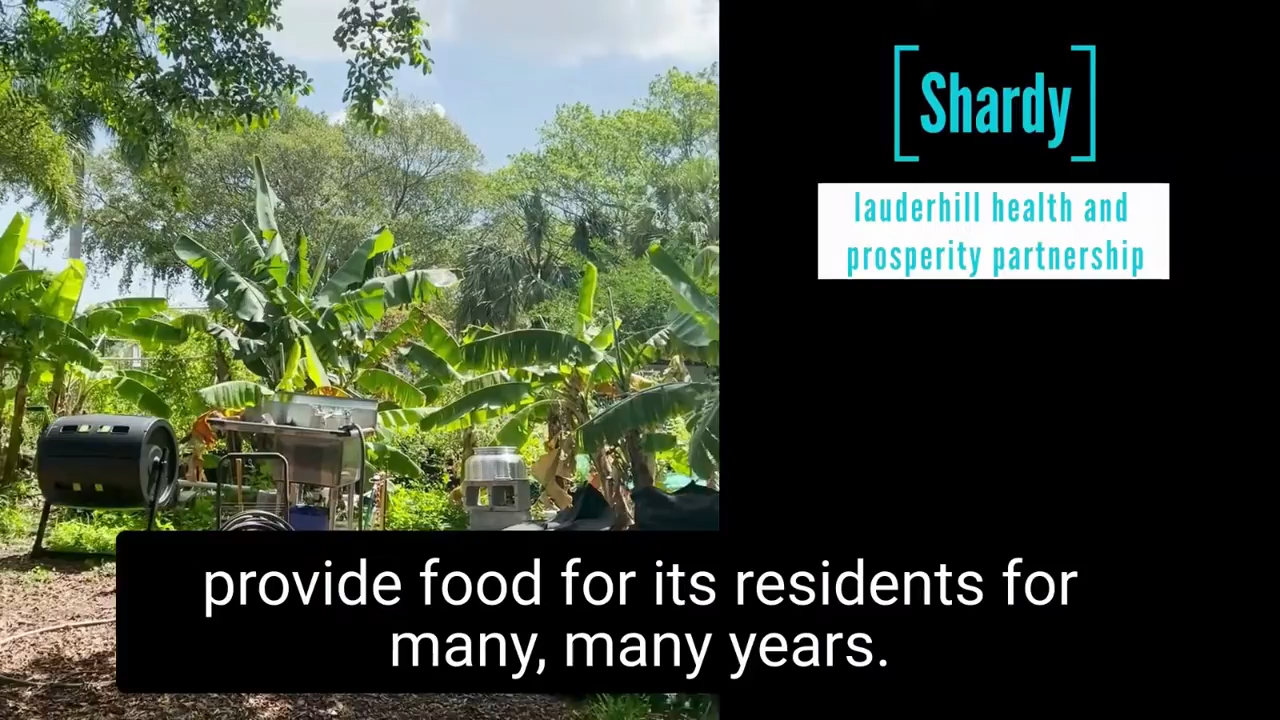 [Shardy]
lauderhill health and
prosperity partnership
provide food for its residents for
many, many years.